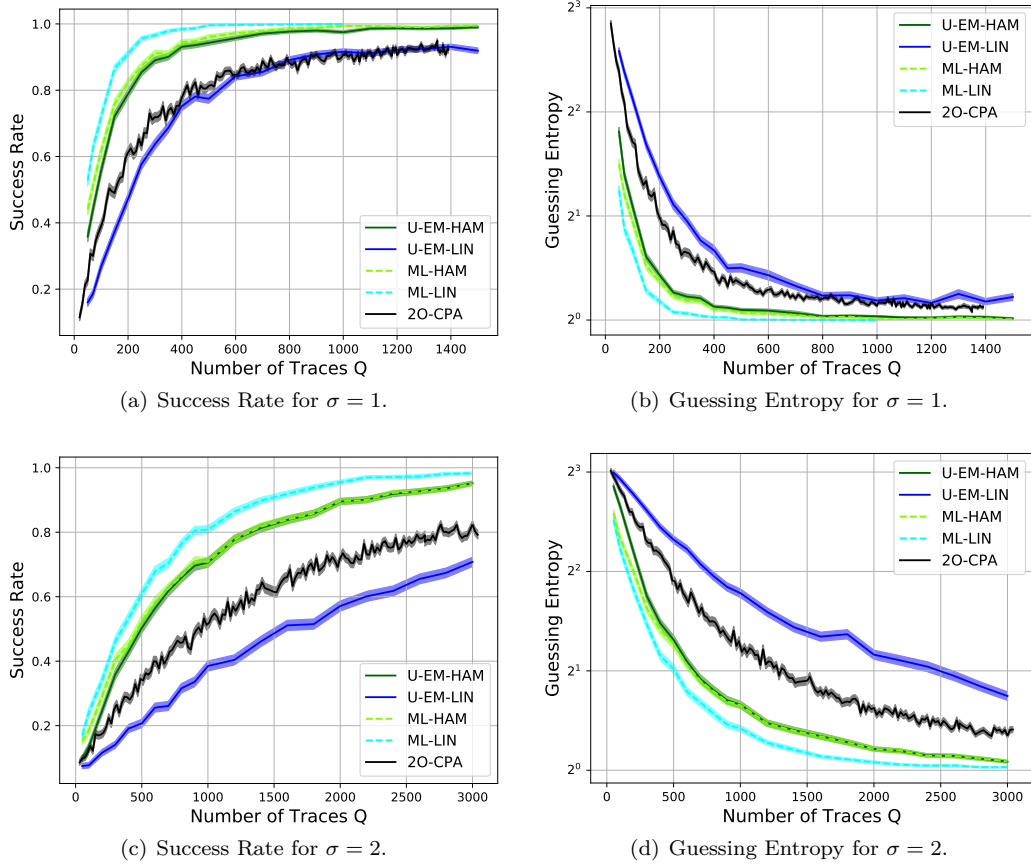 1.0
0.8
0.6
0.4
0.2
Success Rate
0 200 400 600 800 1000 1200 1400
Number of Traces Q
U-EM-HAM
U-EM-LIN
ML-HAM
ML-LIN
2O-CPA
(a) Success Rate for σ = 1.
2³
2²
2¹
2⁰
Guessing Entropy
0 200 400 600 800 1000 1200 1400
Number of Traces Q
U-EM-HAM
U-EM-LIN
ML-HAM
ML-LIN
2O-CPA
(b) Guessing Entropy for σ = 1.
1.0
0.8
0.6
0.4
0.2
Success Rate
0 500 1000 1500 2000 2500 3000
Number of Traces Q
U-EM-HAM
U-EM-LIN
ML-HAM
ML-LIN
2O-CPA
(c) Success Rate for σ = 2.
2³
2²
2¹
2⁰
Guessing Entropy
0 500 1000 1500 2000 2500 3000
Number of Traces Q
U-EM-HAM
U-EM-LIN
ML-HAM
ML-LIN
2O-CPA
(d) Guessing Entropy for σ = 2.